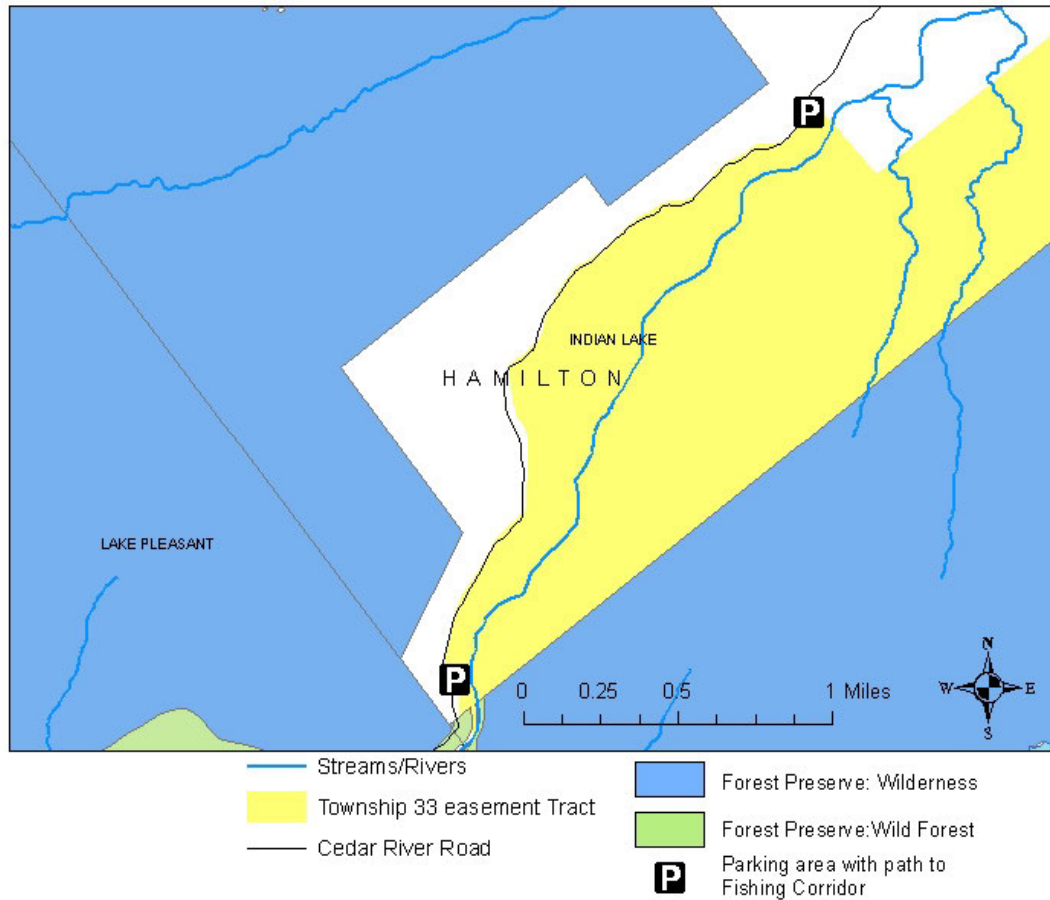 P
INDIAN LAKE
HAMILTON
LAKE PLEASANT
P
0 0.25 0.5 1 Miles
N
W E
S
Streams/Rivers
Township 33 easement Tract
Cedar River Road
Forest Preserve: Wilderness
Forest Preserve:Wild Forest
P Parking area with path to
Fishing Corridor